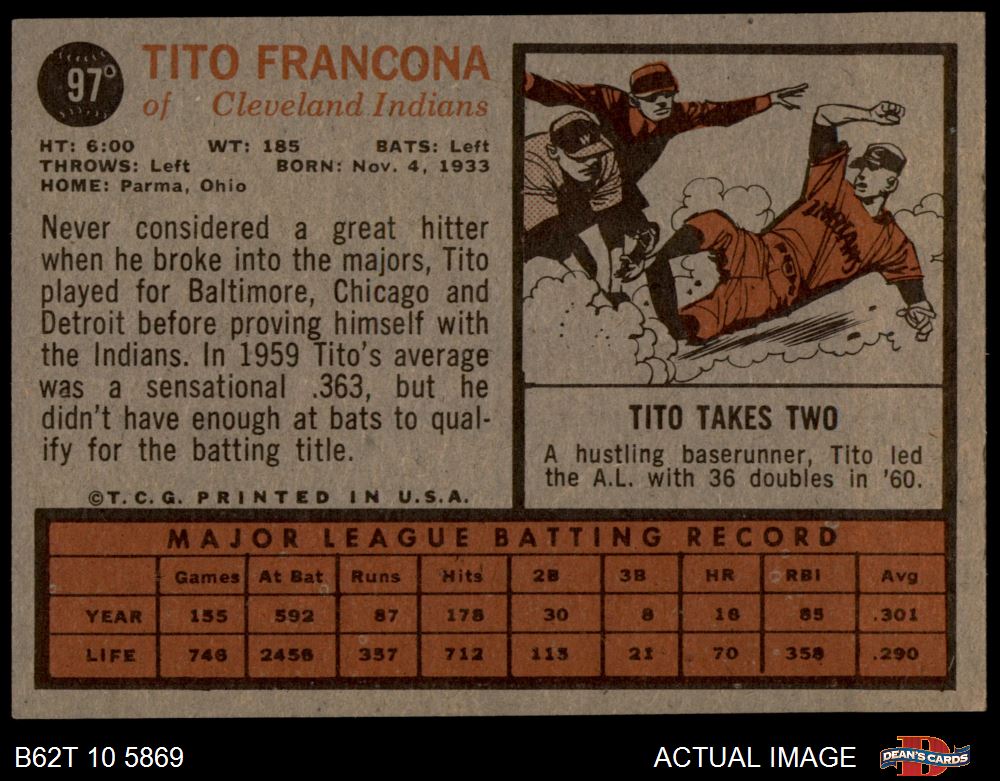 97°
TITO FRANCONA
of Cleveland Indians
HT: 6:00 WT: 185 BATS: Left
THROWS: Left BORN: Nov. 4, 1933
HOME: Parma, Ohio
Never considered a great hitter
when he broke into the majors, Tito
played for Baltimore, Chicago and
Detroit before proving himself with
the Indians. In 1959 Tito's average
was a sensational .363, but he
didn't have enough at bats to qual-
ify for the batting title.
©T.C.G. PRINTED IN U.S.A.
TITO TAKES TWO
A hustling baserunner, Tito led
the A.L. with 36 doubles in '60.
MAJOR LEAGUE BATTING RECORD
Games At Bat Runs Hits 2B 3B HR RBI Avg
YEAR 155 592 87 178 30 8 16 85 .301
LIFE 746 2456 357 712 115 21 70 358 .290
B62T 10 5869
ACTUAL IMAGE
DEAN'S CARDS